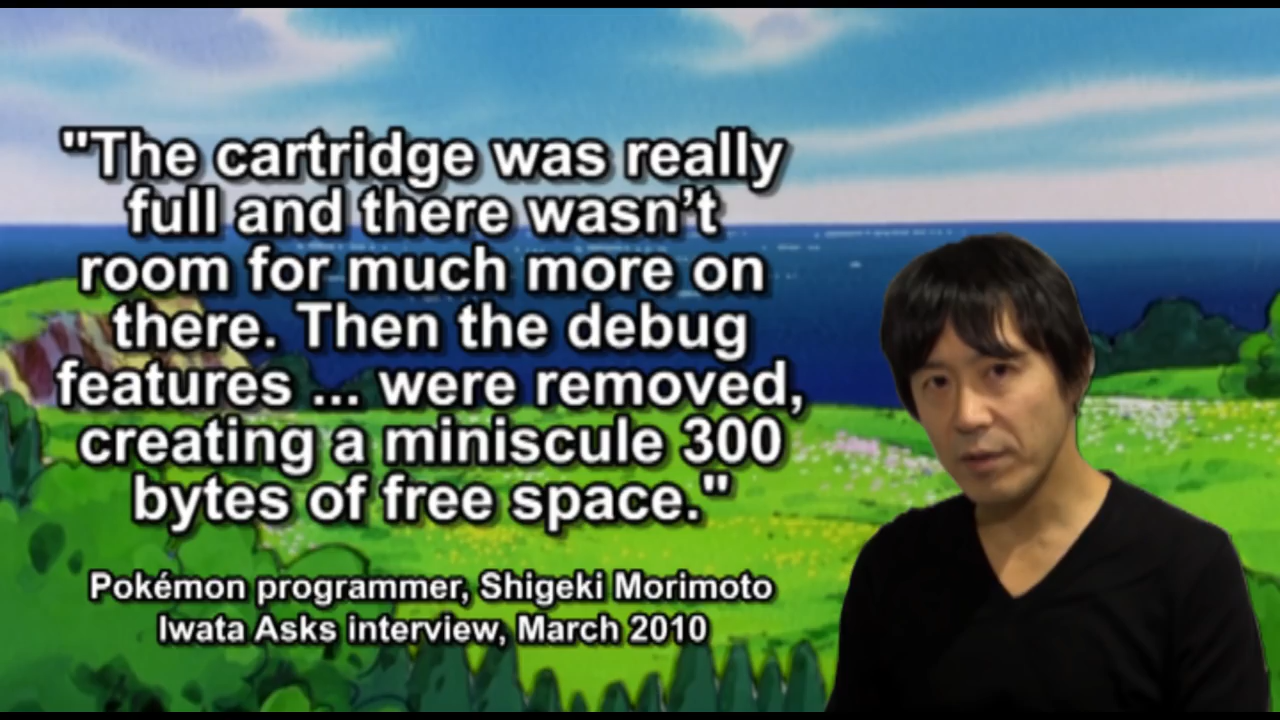 "The cartridge was really
full and there wasn’t
room for much more on
there. Then the debug
features ... were removed,
creating a miniscule 300
bytes of free space."
Pokémon programmer, Shigeki Morimoto
Iwata Asks interview, March 2010